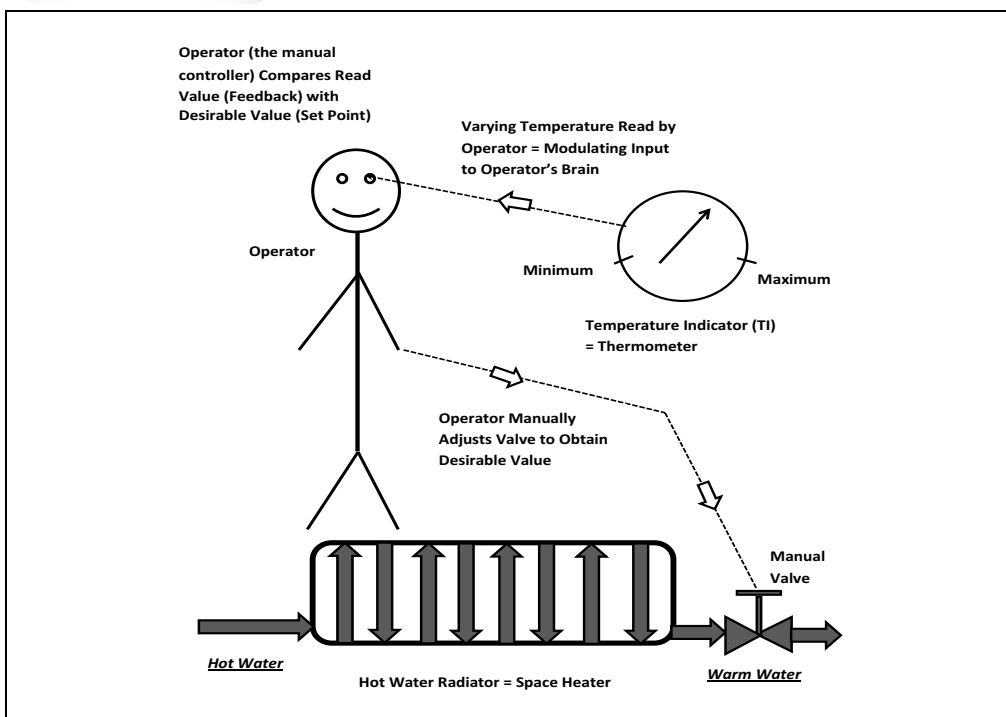 Operator (the manual
controller) Compares Read
Value (Feedback) with
Desirable Value (Set Point)
Varying Temperature Read by
Operator = Modulating Input
to Operator's Brain
Operator
Minimum
Maximum
Temperature Indicator (TI)
= Thermometer
Operator Manually
Adjusts Valve to Obtain
Desirable Value
Manual
Valve
Hot Water
Warm Water
Hot Water Radiator = Space Heater